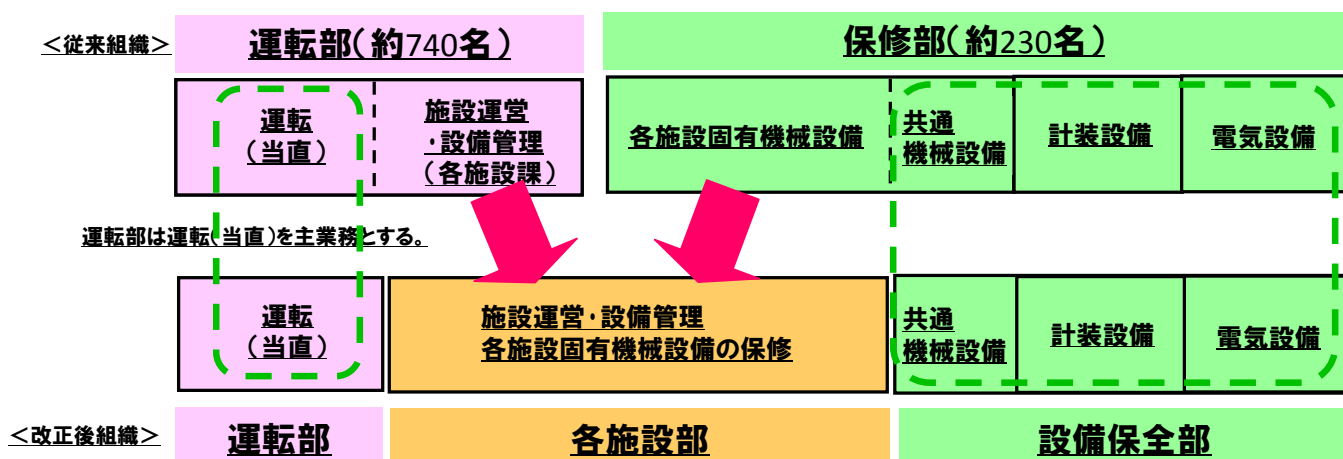 ＜従来組織＞
運転部（約740名）
保修部（約230名）
運転
（当直）
施設運営
・設備管理
（各施設課）
各施設固有機械設備
共通
機械設備
計装設備
電気設備
運転部は運転（当直）を主業務とする。
運転
（当直）
施設運営・設備管理
各施設固有機械設備の保修
共通
機械設備
計装設備
電気設備
＜改正後組織＞
運転部
各施設部
設備保全部